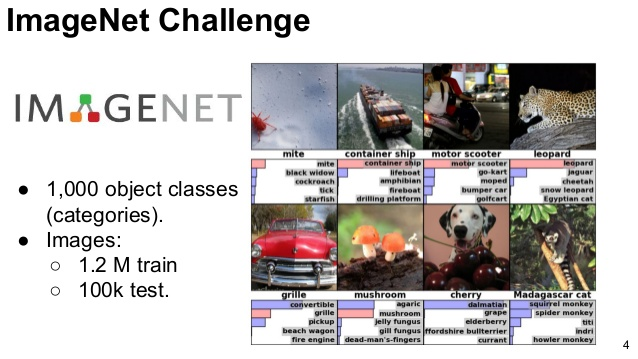 ImageNet Challenge
IMAGENET
● 1,000 object classes
(categories).
● Images:
○ 1.2 M train
○ 100k test.
mite
container ship
motor scooter
leopard
mite
black widow
cockroach
tick
starfish
container ship
lifeboat
amphibian
fireboat
drilling platform
motor scooter
go-kart
moped
bumper car
golfcart
leopard
jaguar
cheetah
snow leopard
Egyptian cat
grille
mushroom
cherry
Madagascar cat
convertible
grille
pickup
beach wagon
fire engine
agaric
mushroom
jelly fungus
gill fungus
dead-man's-fingers
dalmatian
grape
elderberry
ffordshire bullterrier
currant
squirrel monkey
spider monkey
titi
indri
howler monkey
4